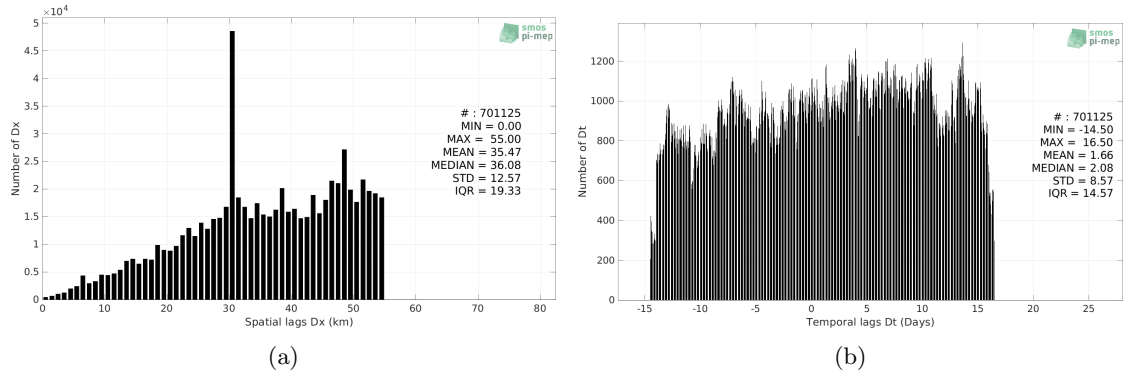 ×10⁴
5
4.5
4
3.5
3
2.5
2
1.5
1
0.5
0
Number of Dx
smos
pi-mep
# : 701125
MIN = 0.00
MAX = 55.00
MEAN = 35.47
MEDIAN = 36.08
STD = 12.57
IQR = 19.33
0 10 20 30 40 50 60 70 80
Spatial lags Dx (km)
(a)
1200
1000
800
600
400
200
0
Number of Dt
smos
pi-mep
# : 701125
MIN = -14.50
MAX = 16.50
MEAN = 1.66
MEDIAN = 2.08
STD = 8.57
IQR = 14.57
-15 -10 -5 0 5 10 15 20 25
Temporal lags Dt (Days)
(b)